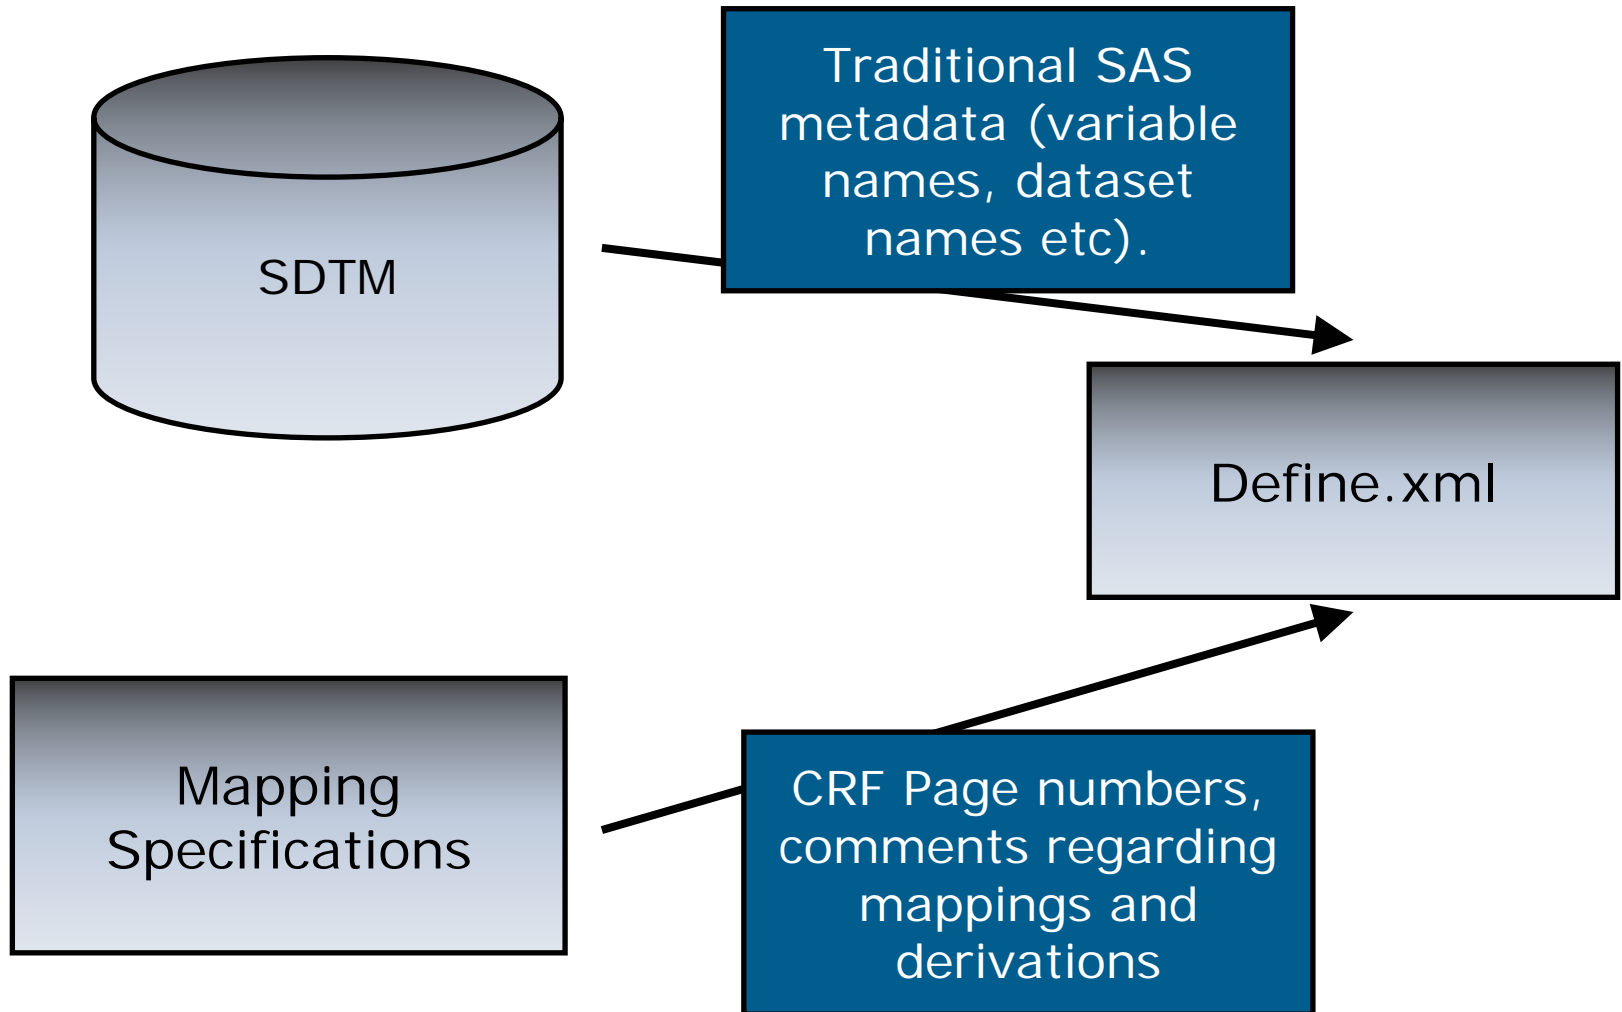 Traditional SAS
metadata (variable
names, dataset
names etc).
SDTM
Define.xml
Mapping
Specifications
CRF Page numbers,
comments regarding
mappings and
derivations